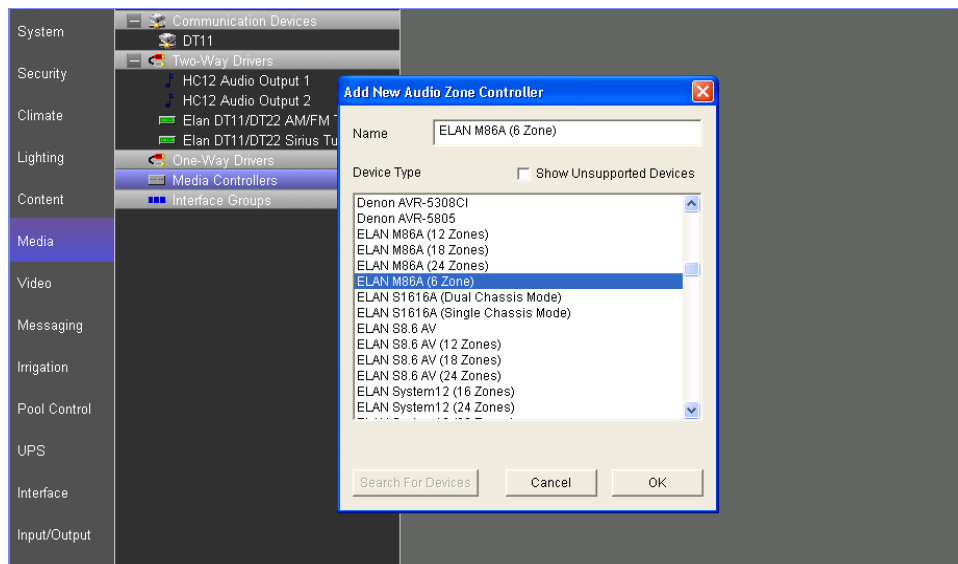 System
Security
Climate
Lighting
Content
Media
Video
Messaging
Irrigation
Pool Control
UPS
Interface
Input/Output
Communication Devices
DT11
Two-Way Drivers
HC12 Audio Output 1
HC12 Audio Output 2
Elan DT11/DT22 AM/FM
Elan DT11/DT22 Sirius
One-Way Drivers
Media Controllers
Interface Groups
Add New Audio Zone Controller
Name
ELAN M86A (6 Zone)
Device Type
Show Unsupported Devices
Denon AVR-5308CI
Denon AVR-5805
ELAN M86A (12 Zones)
ELAN M86A (18 Zones)
ELAN M86A (24 Zones)
ELAN M86A (6 Zone)
ELAN S1616A (Dual Chassis Mode)
ELAN S1616A (Single Chassis Mode)
ELAN S8.6 AV
ELAN S8.6 AV (12 Zones)
ELAN S8.6 AV (18 Zones)
ELAN S8.6 AV (24 Zones)
ELAN System12 (16 Zones)
ELAN System12 (24 Zones)
Search For Devices
Cancel
OK